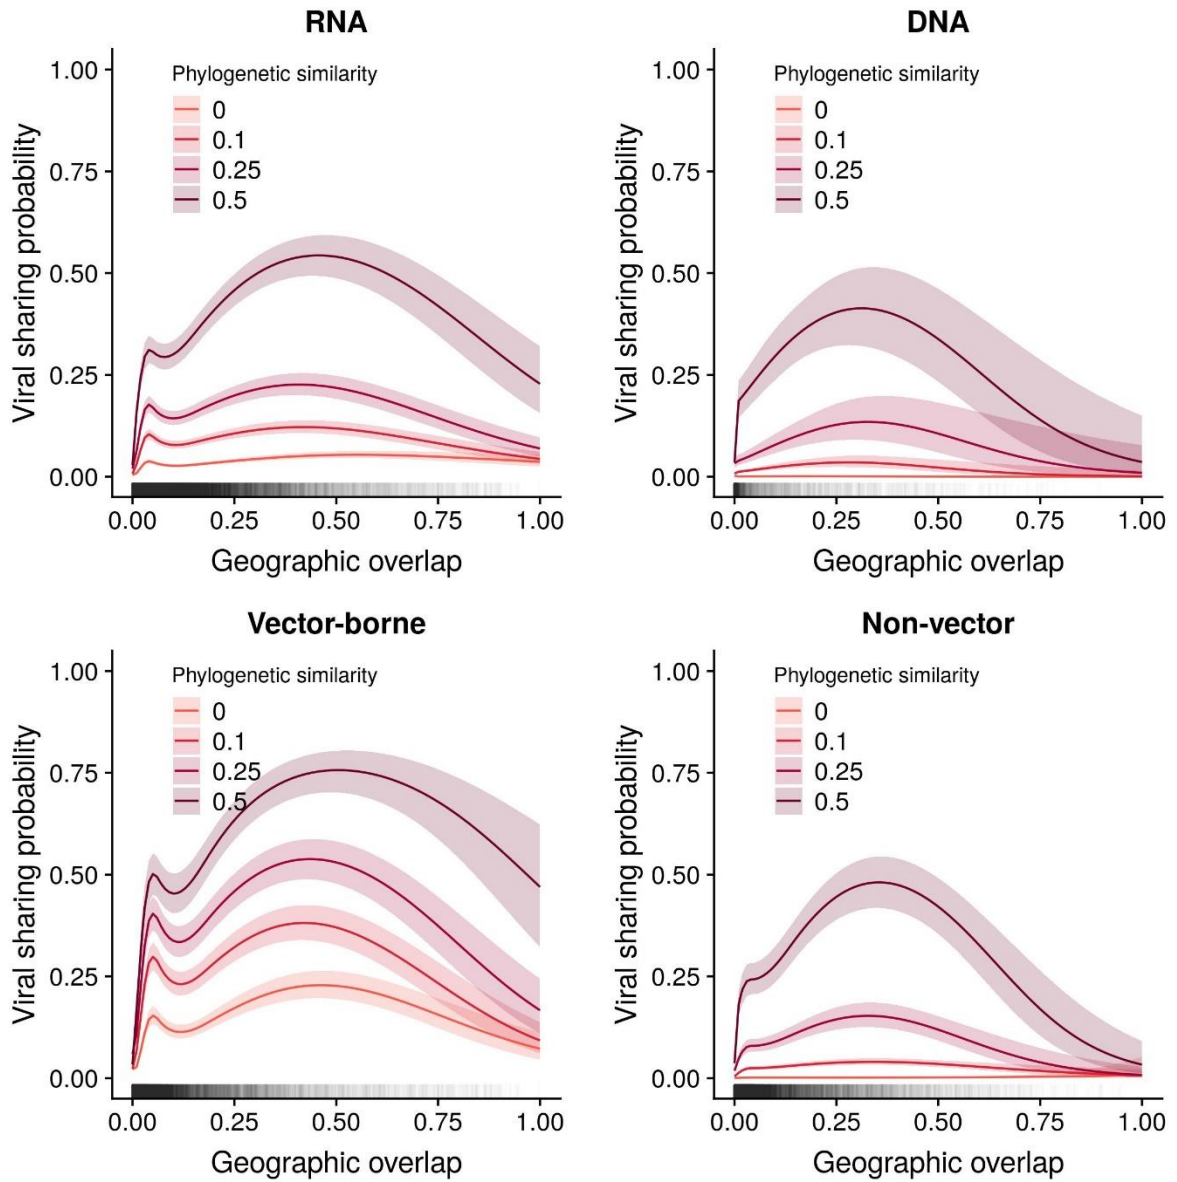 RNA
Viral sharing probability
1.00
0.75
0.50
0.25
0.00
Phylogenetic similarity
0
0.1
0.25
0.5
0.00 0.25 0.50 0.75 1.00
Geographic overlap
DNA
Viral sharing probability
1.00
0.75
0.50
0.25
0.00
Phylogenetic similarity
0
0.1
0.25
0.5
0.00 0.25 0.50 0.75 1.00
Geographic overlap
Vector-borne
Viral sharing probability
1.00
0.75
0.50
0.25
0.00
Phylogenetic similarity
0
0.1
0.25
0.5
0.00 0.25 0.50 0.75 1.00
Geographic overlap
Non-vector
Viral sharing probability
1.00
0.75
0.50
0.25
0.00
Phylogenetic similarity
0
0.1
0.25
0.5
0.00 0.25 0.50 0.75 1.00
Geographic overlap